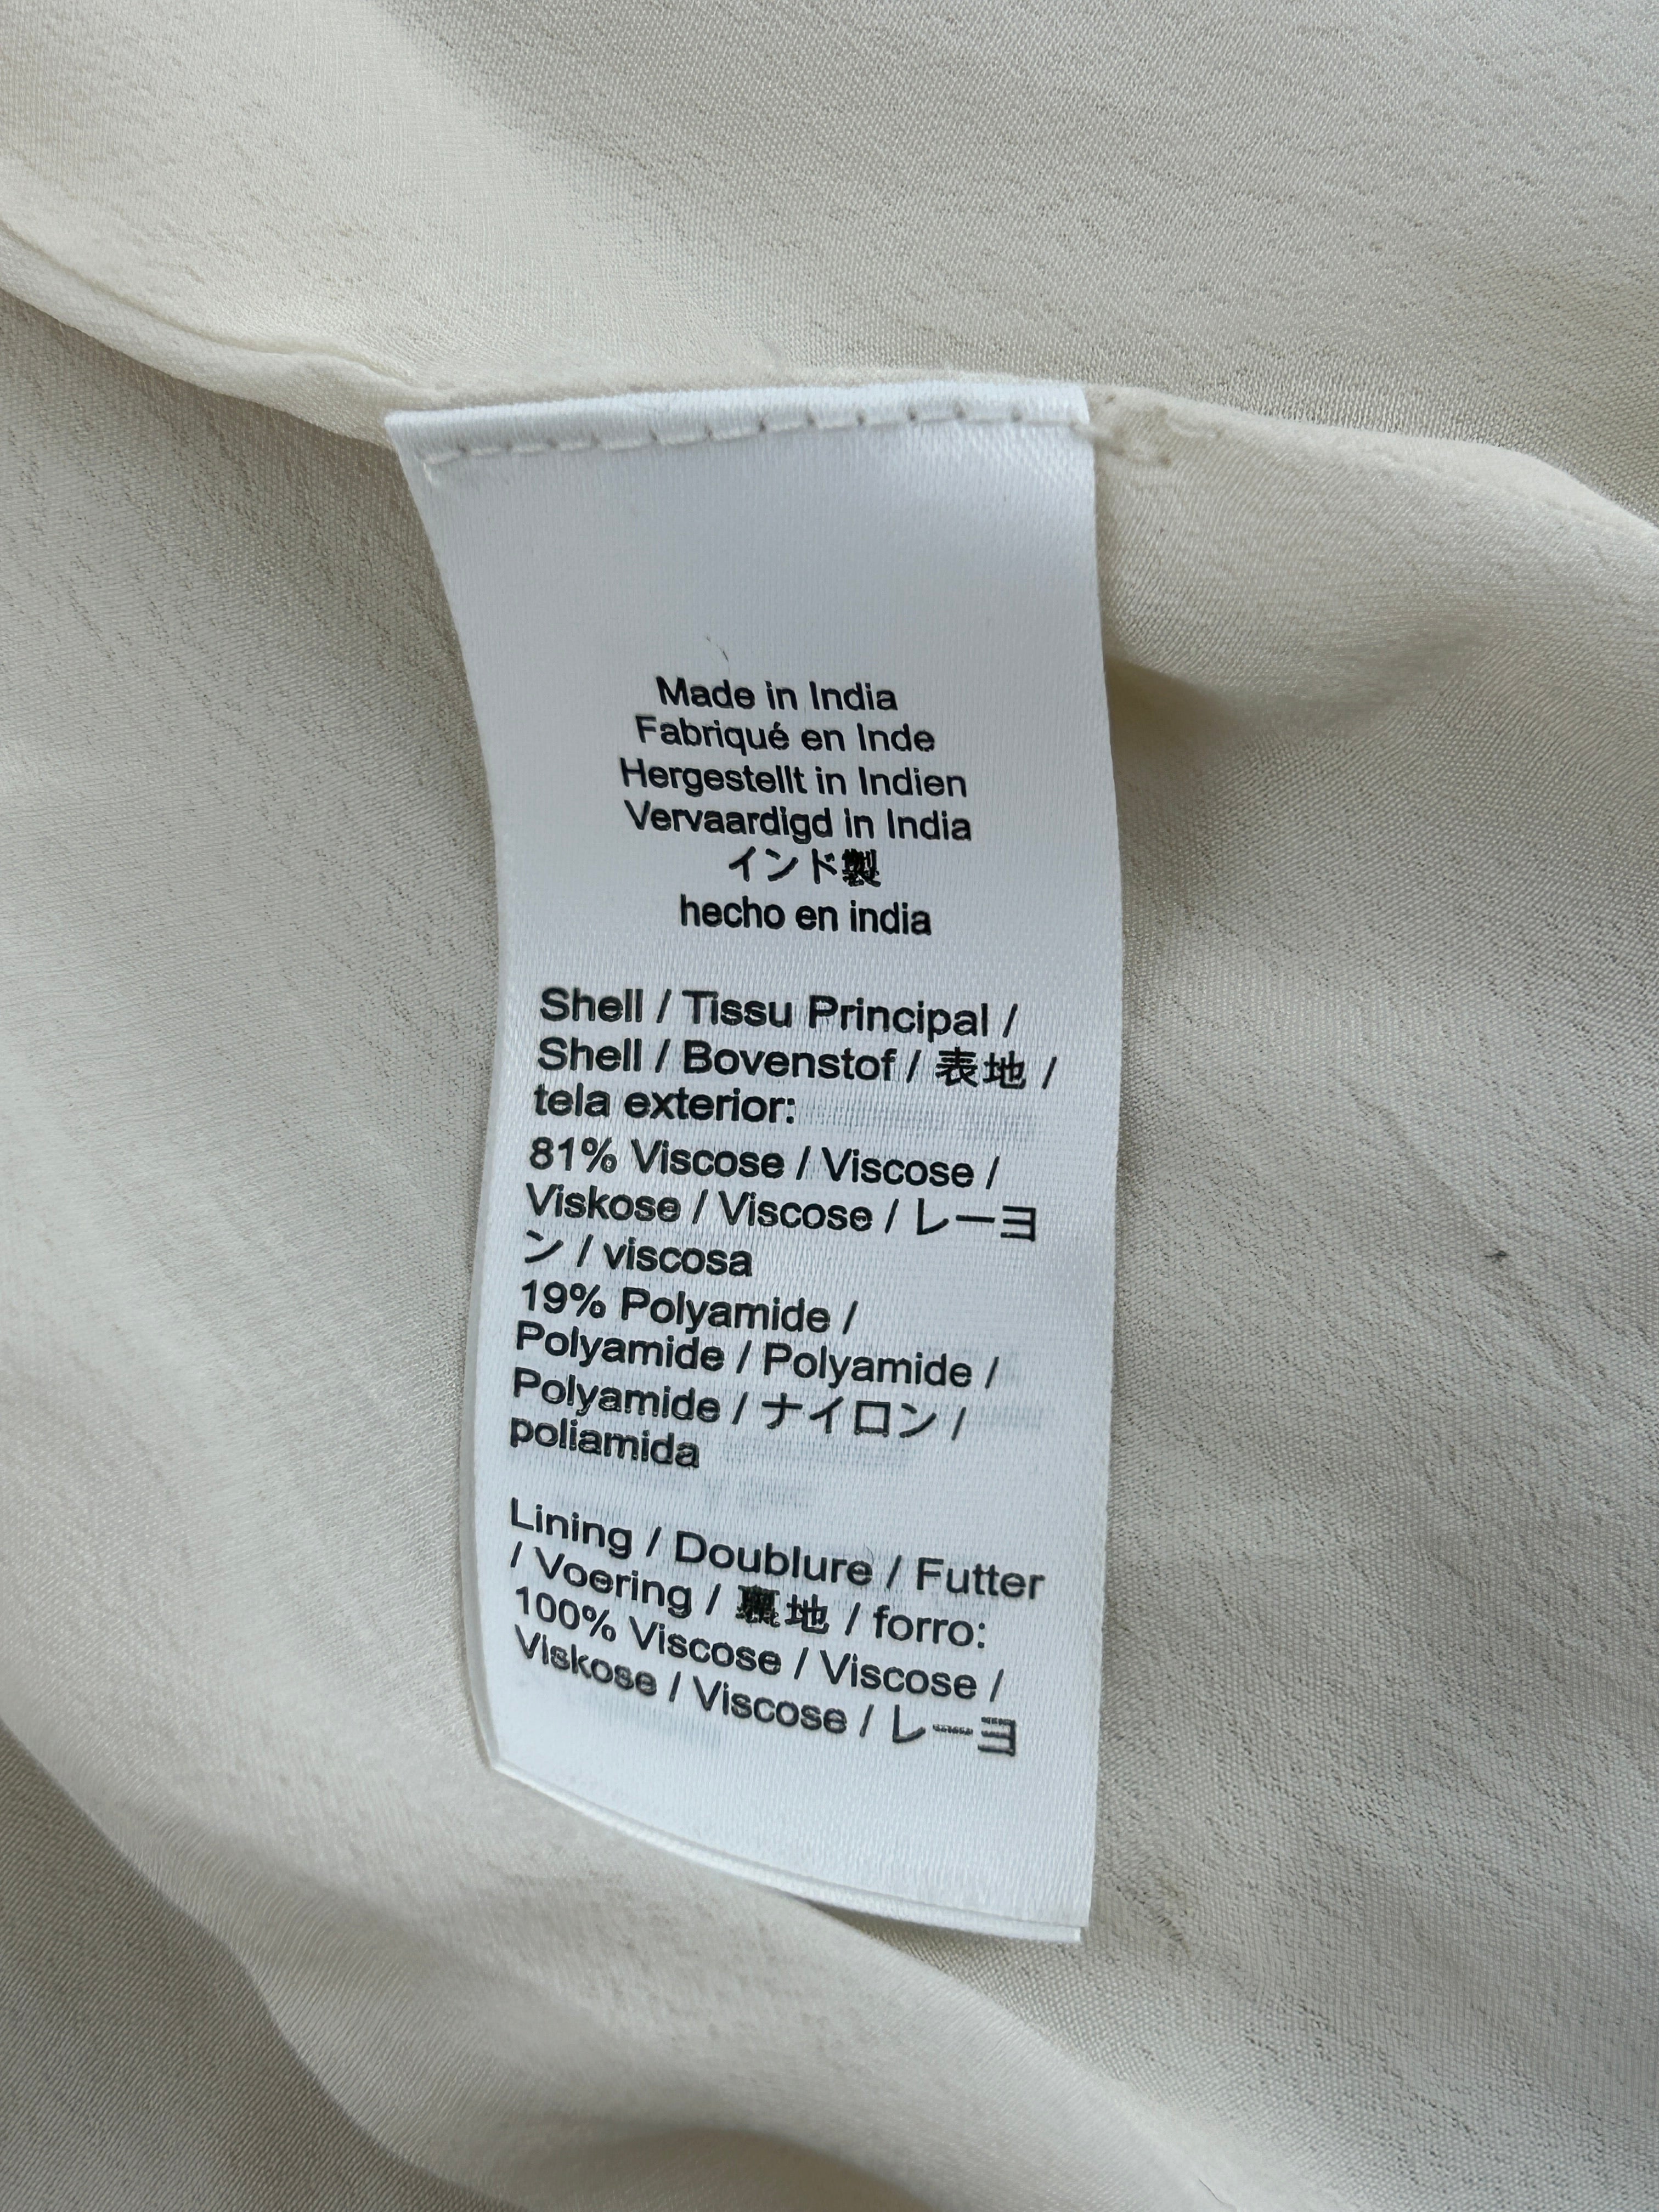 Made in India
Fabriqué en Inde
Hergestellt in Indien
Vervaardigd in India
インド製
hecho en india
Shell / Tissu Principal /
Shell / Bovenstof / 表地 /
tela exterior:
81% Viscose / Viscose /
Viskose / Viscose / レーヨ
ン / viscosa
19% Polyamide /
Polyamide / Polyamide /
Polyamide / ナイロン /
poliamida
Lining / Doublure / Futter
/ Voering / 裏地 / forro:
100% Viscose / Viscose /
Viskose / Viscose / レーヨ